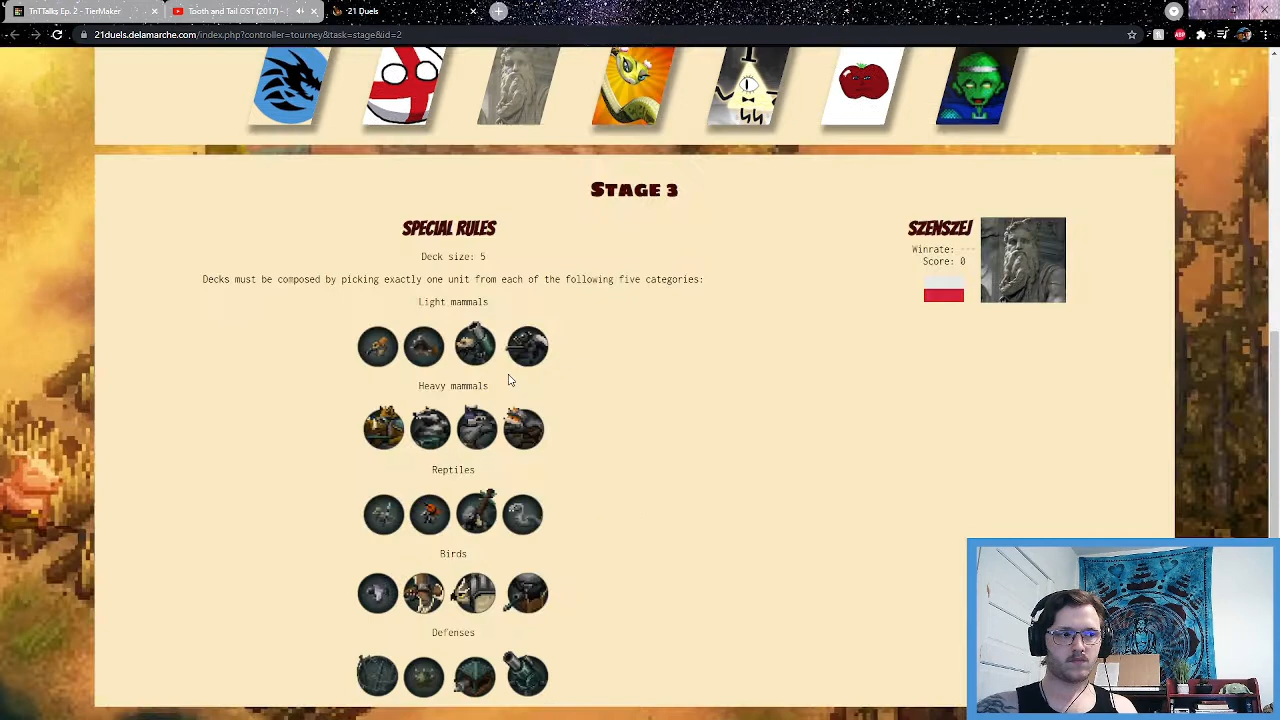 TnTTalks Ep. 2 - TierMaker
Tooth and Tail OST (2017) -
21 Duels
21duels.delamarche.com/index.php?controller=tourney&task=stage&id=2
STAGE 3
SPECIAL RULES
Deck size: 5
Decks must be composed by picking exactly one unit from each of the following five categories:
Light mammals
Heavy mammals
Reptiles
Birds
Defenses
SZENSZEJ
Winrate: ---
Score: 0